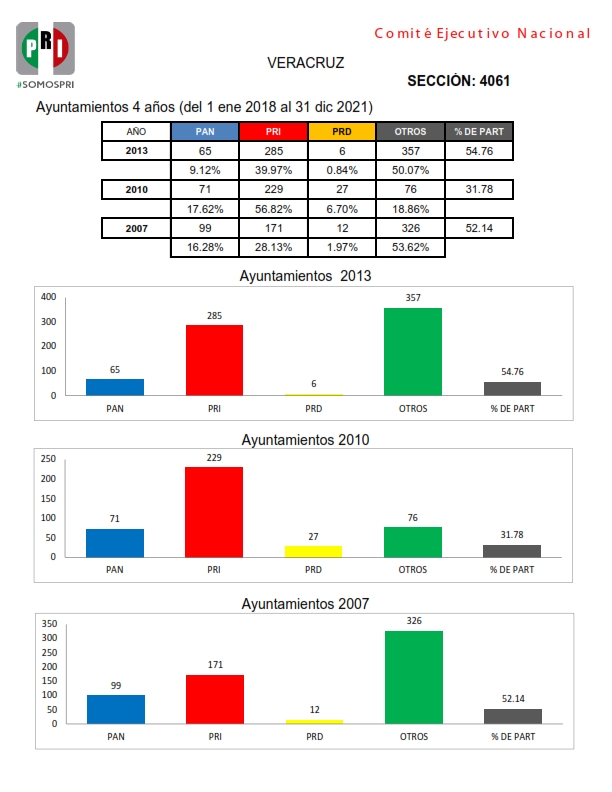 Comité Ejecutivo Nacional
PRI
#SOMOSPRI
VERACRUZ
SECCIÓN: 4061
Ayuntamientos 4 años (del 1 ene 2018 al 31 dic 2021)
AÑO PAN PRI PRD OTROS % DE PART
2013 65 285 6 357 54.76
9.12% 39.97% 0.84% 50.07%
2010 71 229 27 76 31.78
17.62% 56.82% 6.70% 18.86%
2007 99 171 12 326 52.14
16.28% 28.13% 1.97% 53.62%
Ayuntamientos 2013
400
300
200
100
0
65 285 6 357 54.76
PAN PRI PRD OTROS % DE PART
Ayuntamientos 2010
250
200
150
100
50
0
71 229 27 76 31.78
PAN PRI PRD OTROS % DE PART
Ayuntamientos 2007
350
300
250
200
150
100
50
0
99 171 12 326 52.14
PAN PRI PRD OTROS % DE PART